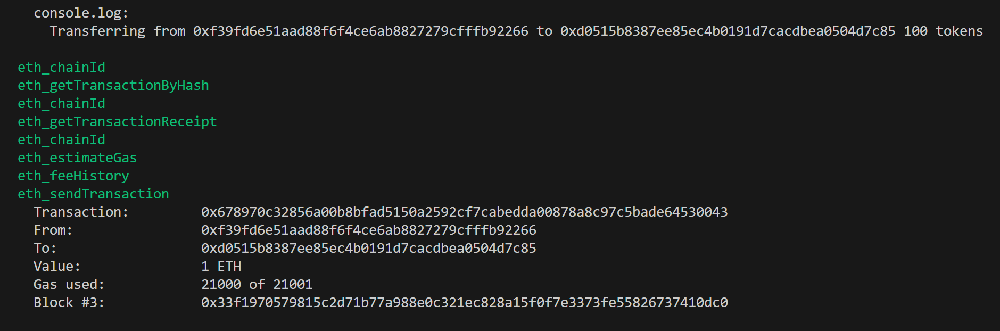 console.log:
Transferring from 0xf39fd6e51aad88f6f4ce6ab8827279cfffb92266 to 0xd0515b8387ee85ec4b0191d7cacdbea0504d7c85 100 tokens
eth_chainId
eth_getTransactionByHash
eth_chainId
eth_getTransactionReceipt
eth_chainId
eth_estimateGas
eth_feeHistory
eth_sendTransaction
Transaction: 0x678970c32856a00b8bfad5150a2592cf7cabedda00878a8c97c5bade64530043
From: 0xf39fd6e51aad88f6f4ce6ab8827279cfffb92266
To: 0xd0515b8387ee85ec4b0191d7cacdbea0504d7c85
Value: 1 ETH
Gas used: 21000 of 21001
Block #3: 0x33f1970579815c2d71b77a988e0c321ec828a15f0f7e3373fe55826737410dc0